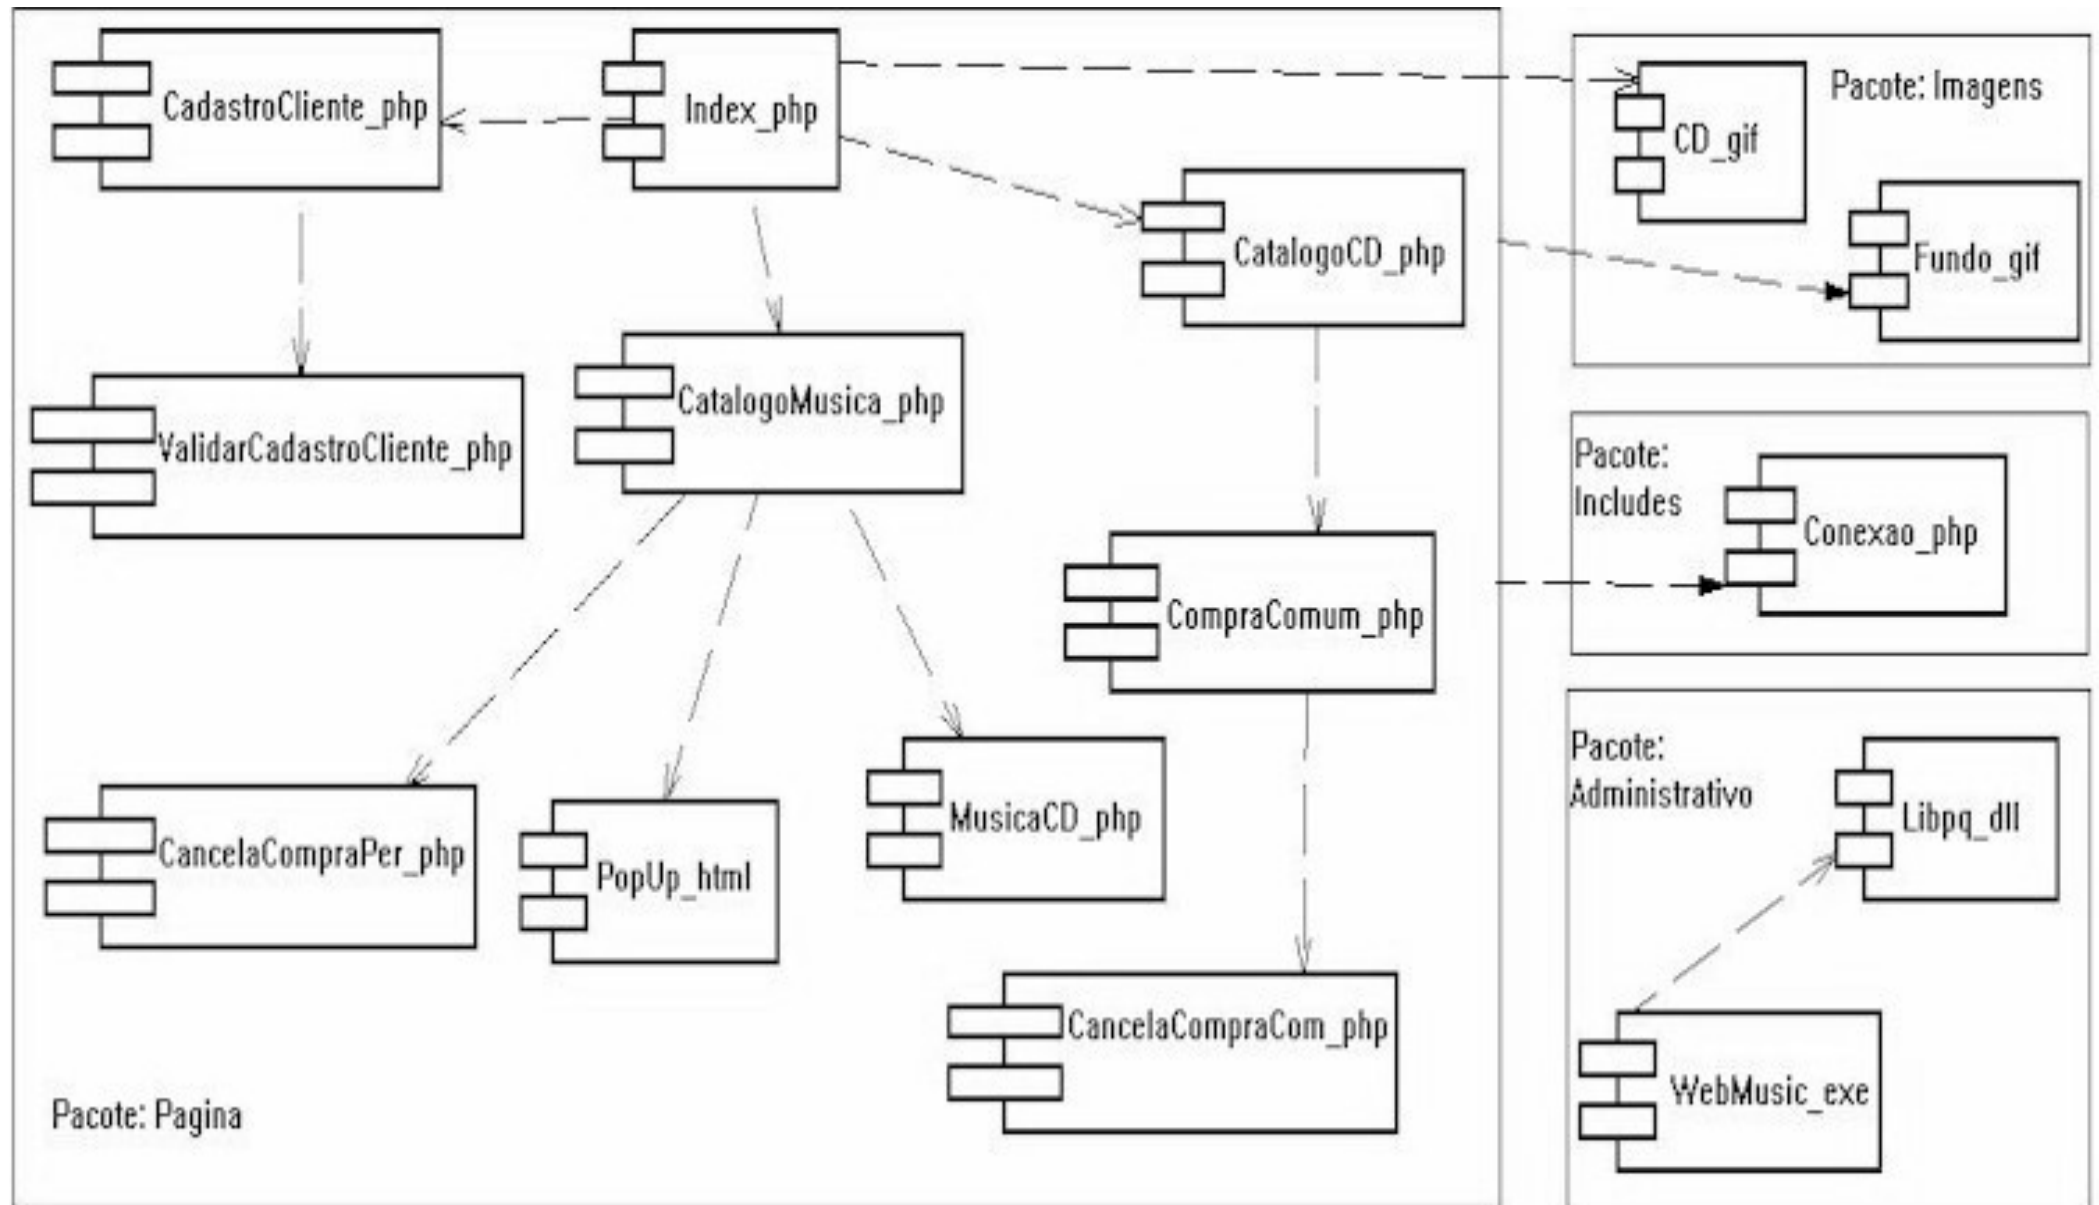 CadastroCliente_php
Index_php
CD_gif
Pacote: Imagens
Fundo_gif
CatalogoCD_php
CatalogoMusica_php
ValidarCadastroCliente_php
Pacote:
Includes
Conexao_php
CompraComum_php
Pacote:
Administrativo
Libpq_dll
CancelaCompraPer_php
PopUp_html
MusicaCD_php
CancelaCompraCom_php
WebMusic_exe
Pacote: Pagina